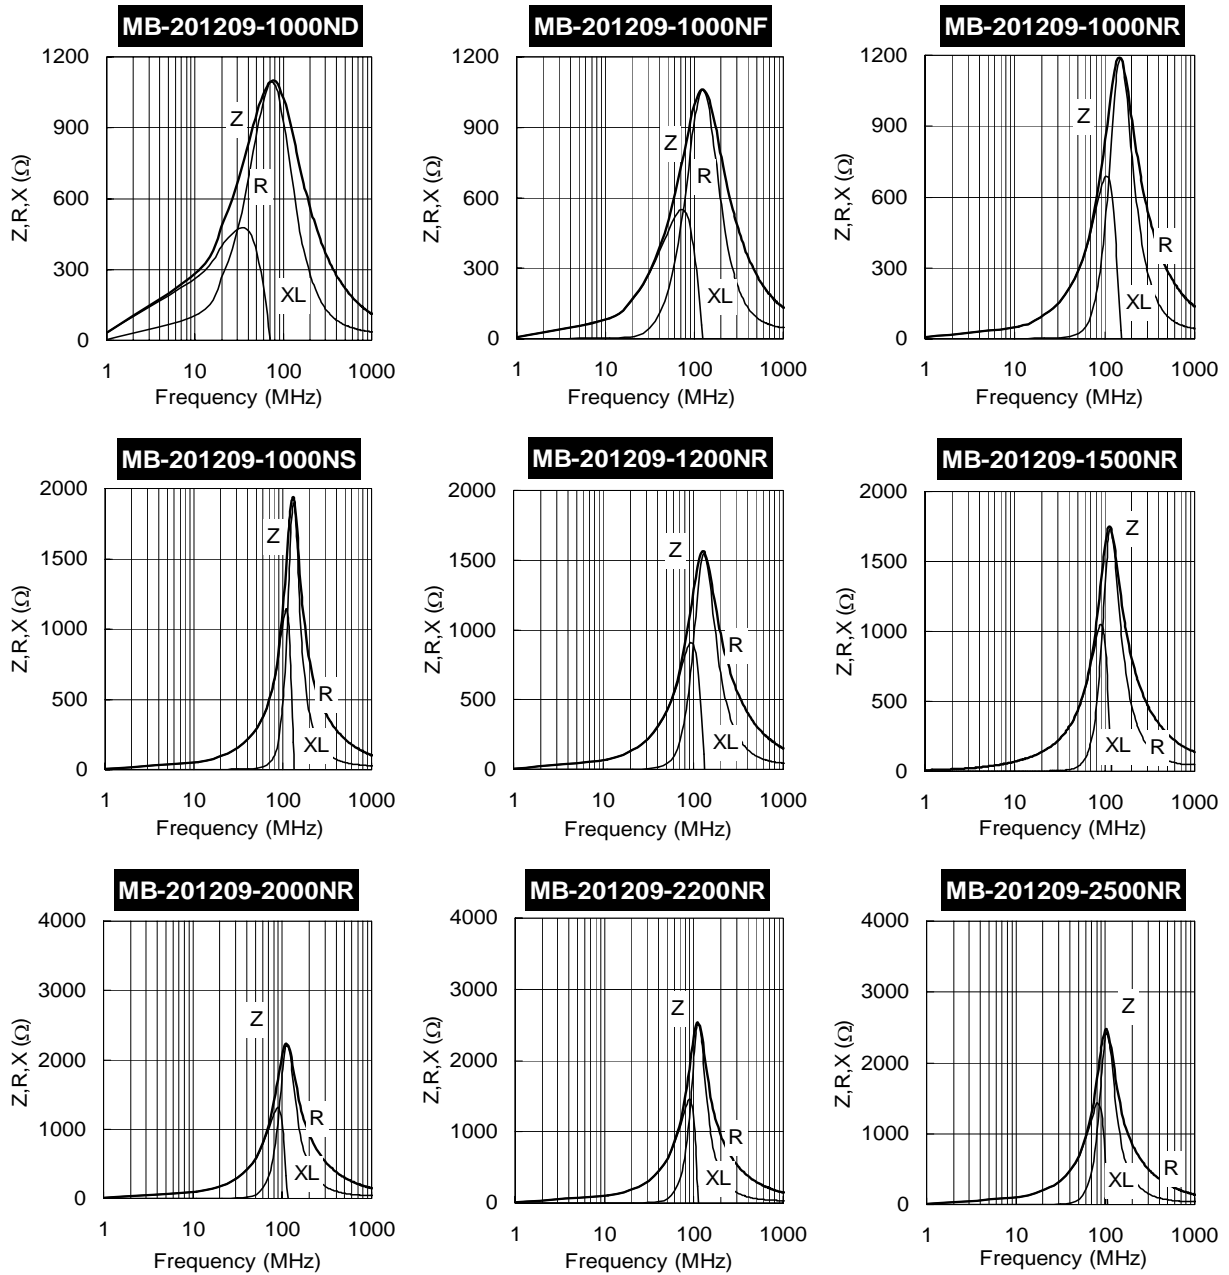 MB-201209-1000ND
1200
900
600
300
0
Z,R,X (Ω)
Z
R
XL
1 10 100 1000
Frequency (MHz)
MB-201209-1000NF
1200
900
600
300
0
Z,R,X (Ω)
Z
R
XL
1 10 100 1000
Frequency (MHz)
MB-201209-1000NR
1200
900
600
300
0
Z,R,X (Ω)
Z
R
XL
1 10 100 1000
Frequency (MHz)
MB-201209-1000NS
2000
1500
1000
500
0
Z,R,X (Ω)
Z
R
XL
1 10 100 1000
Frequency (MHz)
MB-201209-1200NR
2000
1500
1000
500
0
Z,R,X (Ω)
Z
R
XL
1 10 100 1000
Frequency (MHz)
MB-201209-1500NR
2000
1500
1000
500
0
Z,R,X (Ω)
Z
XL
R
1 10 100 1000
Frequency (MHz)
MB-201209-2000NR
4000
3000
2000
1000
0
Z,R,X (Ω)
Z
R
XL
1 10 100 1000
Frequency (MHz)
MB-201209-2200NR
4000
3000
2000
1000
0
Z,R,X (Ω)
Z
R
XL
1 10 100 1000
Frequency (MHz)
MB-201209-2500NR
4000
3000
2000
1000
0
Z,R,X (Ω)
Z
R
XL
1 10 100 1000
Frequency (MHz)